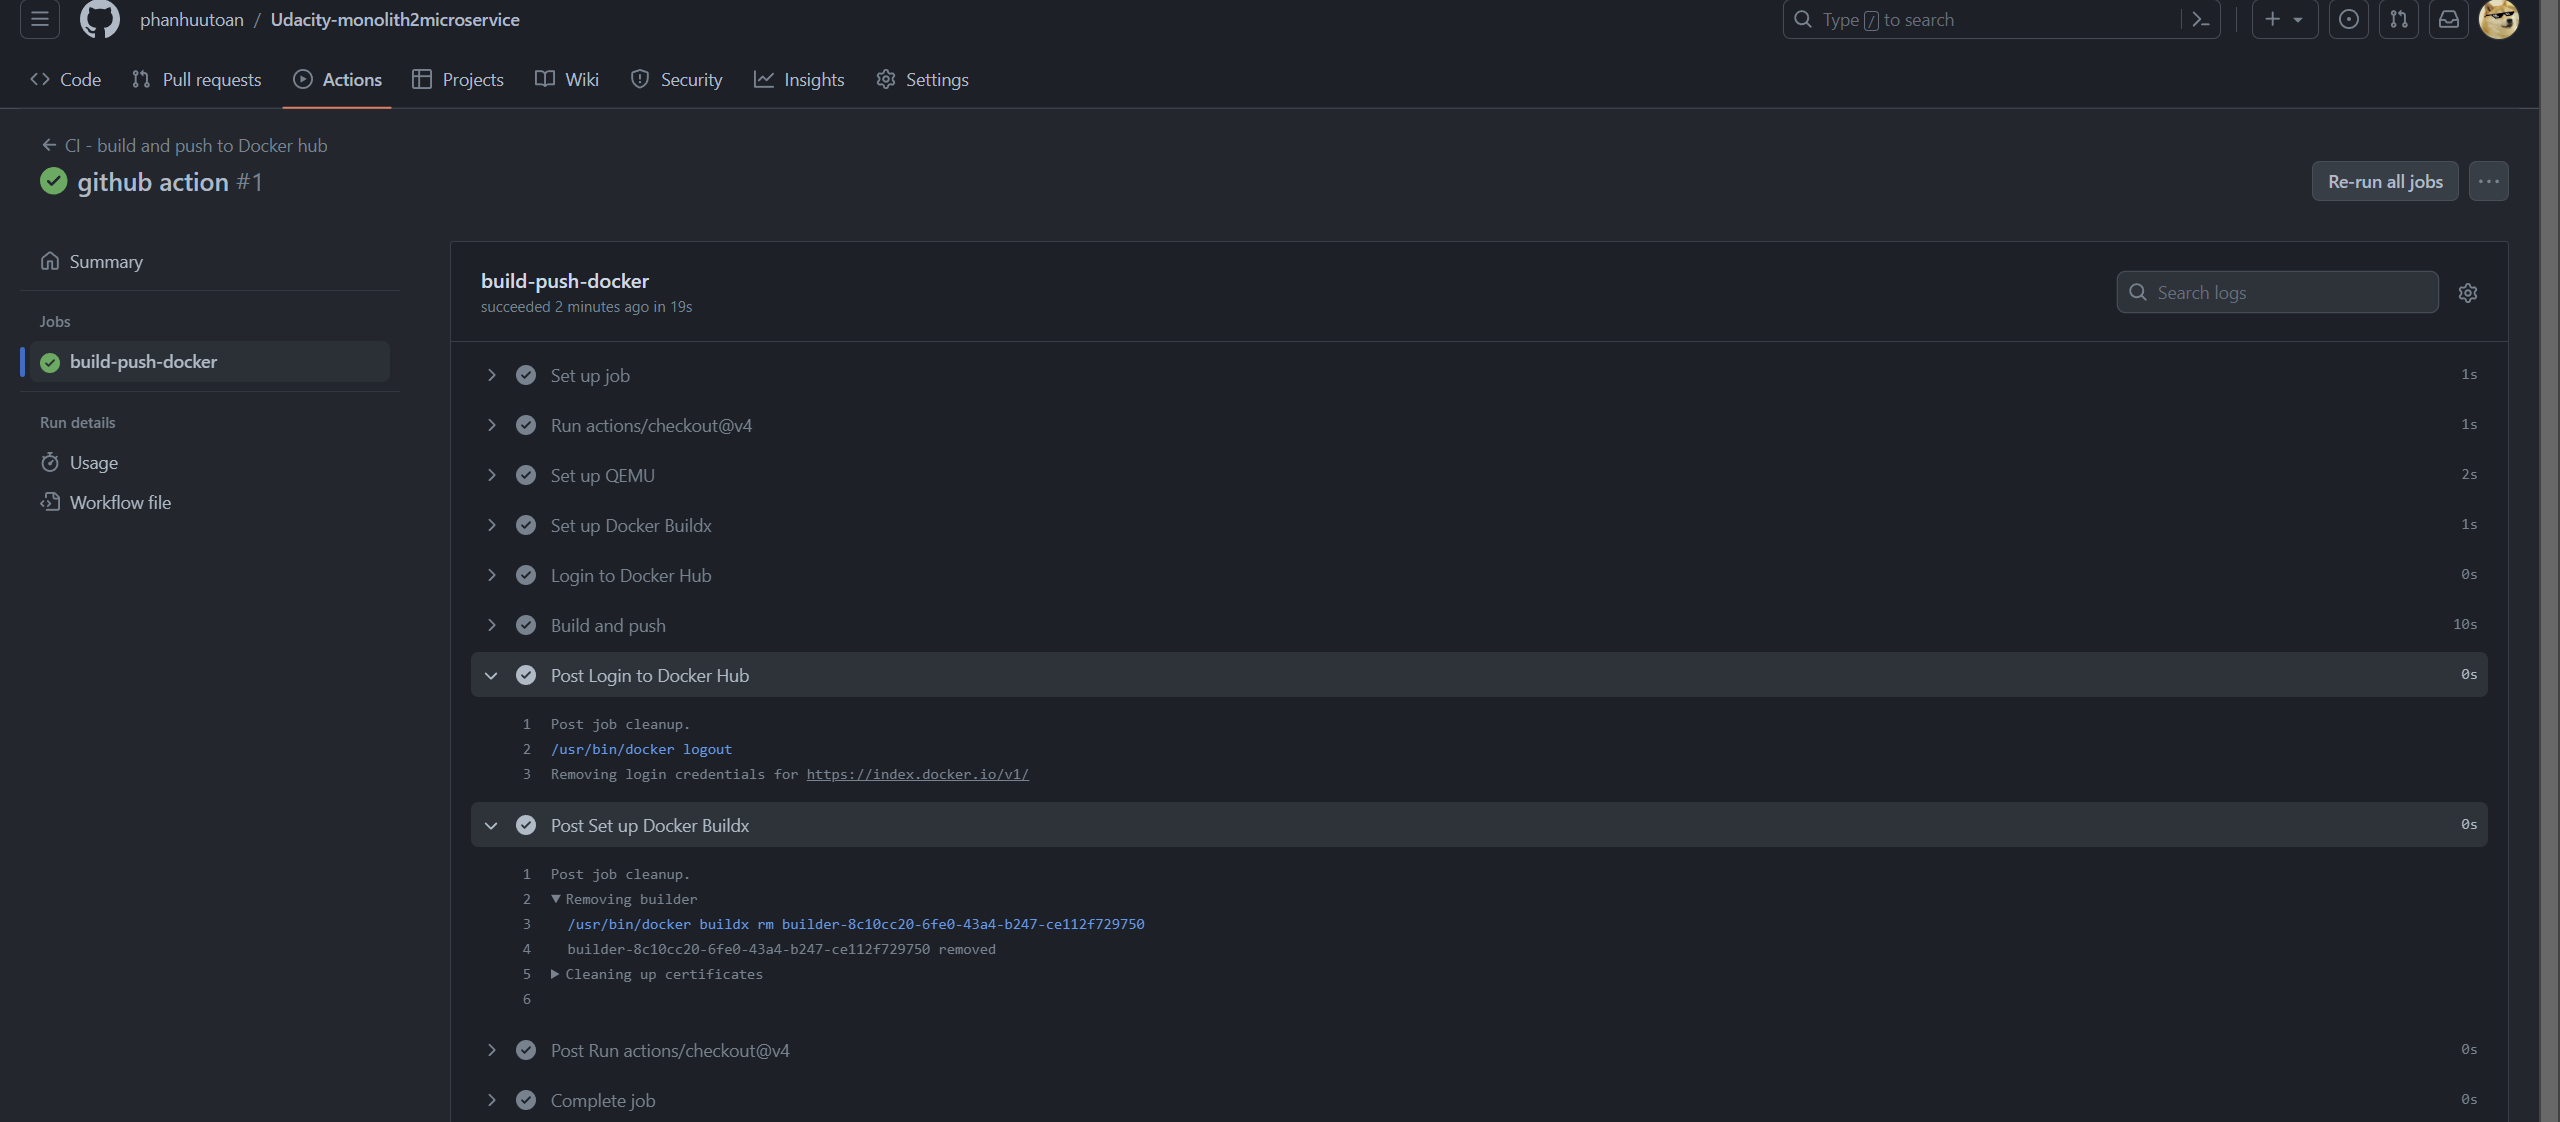 phanhuutoan / Udacity-monolith2microservice
Type / to search
Code Pull requests Actions Projects Wiki Security Insights Settings
CI - build and push to Docker hub
github action #1
Re-run all jobs
Summary
Jobs
build-push-docker
Run details
Usage
Workflow file
build-push-docker
succeeded 2 minutes ago in 19s
Search logs
Set up job 1s
Run actions/checkout@v4 1s
Set up QEMU 2s
Set up Docker Buildx 1s
Login to Docker Hub 0s
Build and push 10s
Post Login to Docker Hub 0s
1 Post job cleanup.
2 /usr/bin/docker logout
3 Removing login credentials for https://index.docker.io/v1/
Post Set up Docker Buildx 0s
1 Post job cleanup.
2 Removing builder
3 /usr/bin/docker buildx rm builder-8c10cc20-6fe0-43a4-b247-ce112f729750
4 builder-8c10cc20-6fe0-43a4-b247-ce112f729750 removed
5 Cleaning up certificates
6
Post Run actions/checkout@v4 0s
Complete job 0s